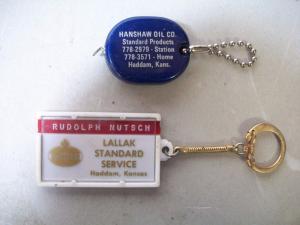 HANSHAW OIL CO.
Standard Products
778-2979 - Station
778-3571 - Home
Haddam, Kans.
RUDOLPH NUTSCH
LALLAK
STANDARD
SERVICE
Haddam, Kansas